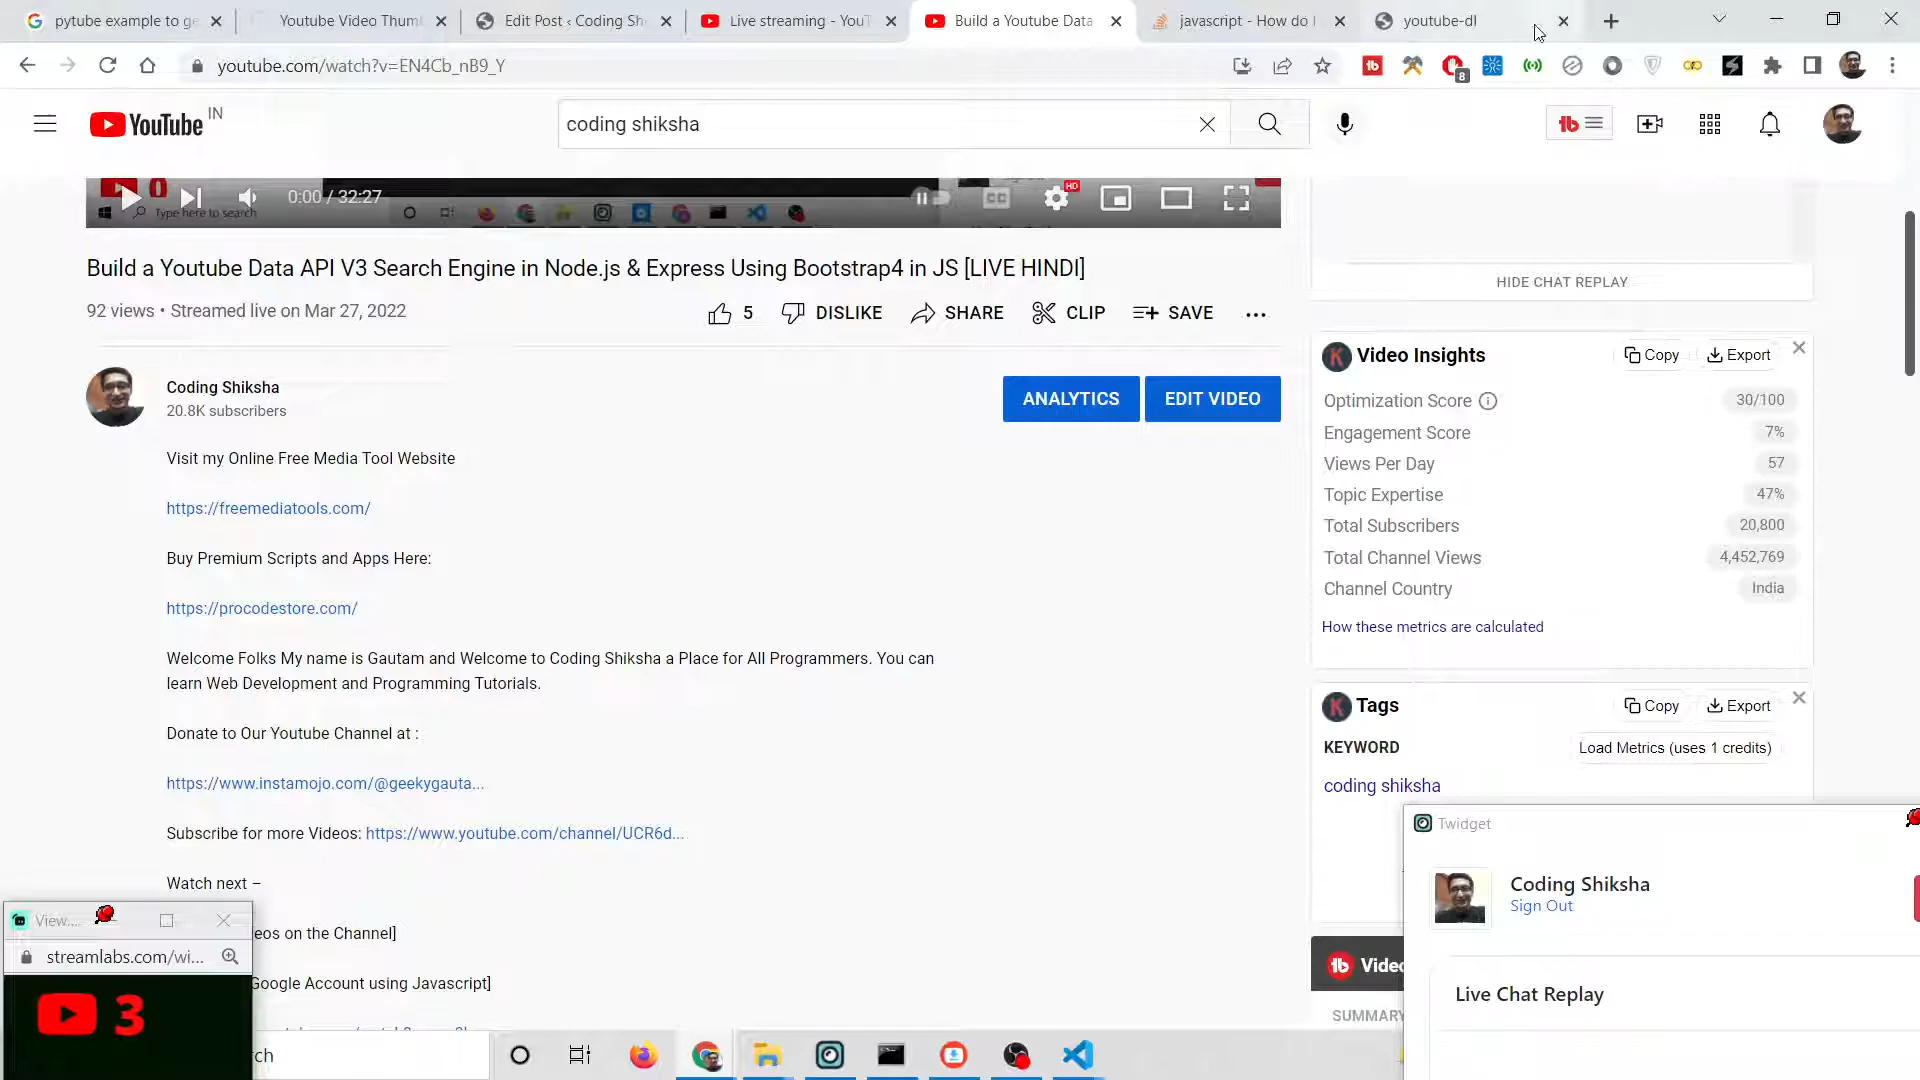 pytube example to ge
Youtube Video Thum
Edit Post ‹ Coding Sh
Live streaming - YouT
Build a Youtube Data
javascript - How do I
youtube-dl
youtube.com/watch?v=EN4Cb_nB9_Y
8
YouTube IN
coding shiksha
tb
0:00 / 32:27
HD
CC
Type here to search
Build a Youtube Data API V3 Search Engine in Node.js & Express Using Bootstrap4 in JS [LIVE HINDI]
92 views • Streamed live on Mar 27, 2022
5
DISLIKE
SHARE
CLIP
SAVE
Coding Shiksha
20.8K subscribers
ANALYTICS
EDIT VIDEO
Visit my Online Free Media Tool Website
https://freemediatools.com/
Buy Premium Scripts and Apps Here:
https://procodestore.com/
Welcome Folks My name is Gautam and Welcome to Coding Shiksha a Place for All Programmers. You can
learn Web Development and Programming Tutorials.
Donate to Our Youtube Channel at :
https://www.instamojo.com/@geekygauta...
Subscribe for more Videos: https://www.youtube.com/channel/UCR6d...
Watch next –
eos on the Channel]
Google Account using Javascript]
HIDE CHAT REPLAY
K Video Insights
Copy
Export
Optimization Score 30/100
Engagement Score 7%
Views Per Day 57
Topic Expertise 47%
Total Subscribers 20,800
Total Channel Views 4,452,769
Channel Country India
How these metrics are calculated
K Tags
Copy
Export
KEYWORD
Load Metrics (uses 1 credits)
coding shiksha
tb Videc
SUMMARY
Twidget
Coding Shiksha
Sign Out
Live Chat Replay
View....
streamlabs.com/wi...
3
rch